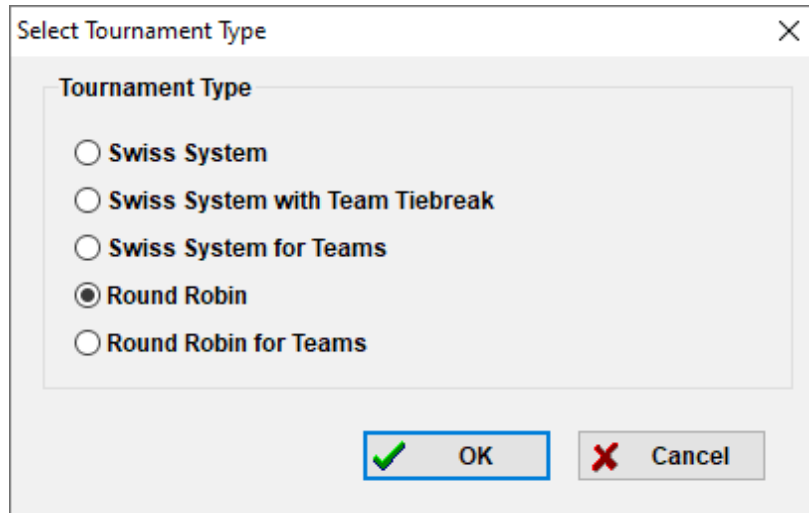 Select Tournament Type
Tournament Type
Swiss System
Swiss System with Team Tiebreak
Swiss System for Teams
Round Robin
Round Robin for Teams
OK Cancel